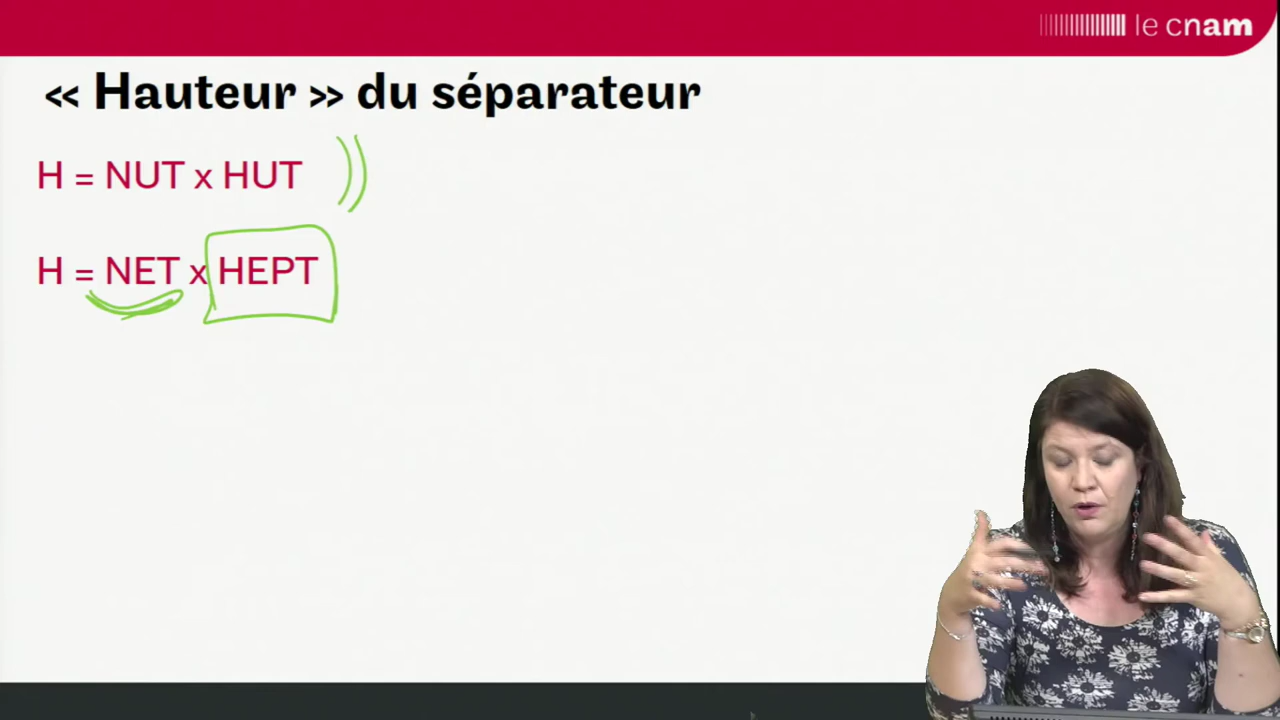 le cnam
« Hauteur » du séparateur
H = NUT x HUT
H = NET x HEPT